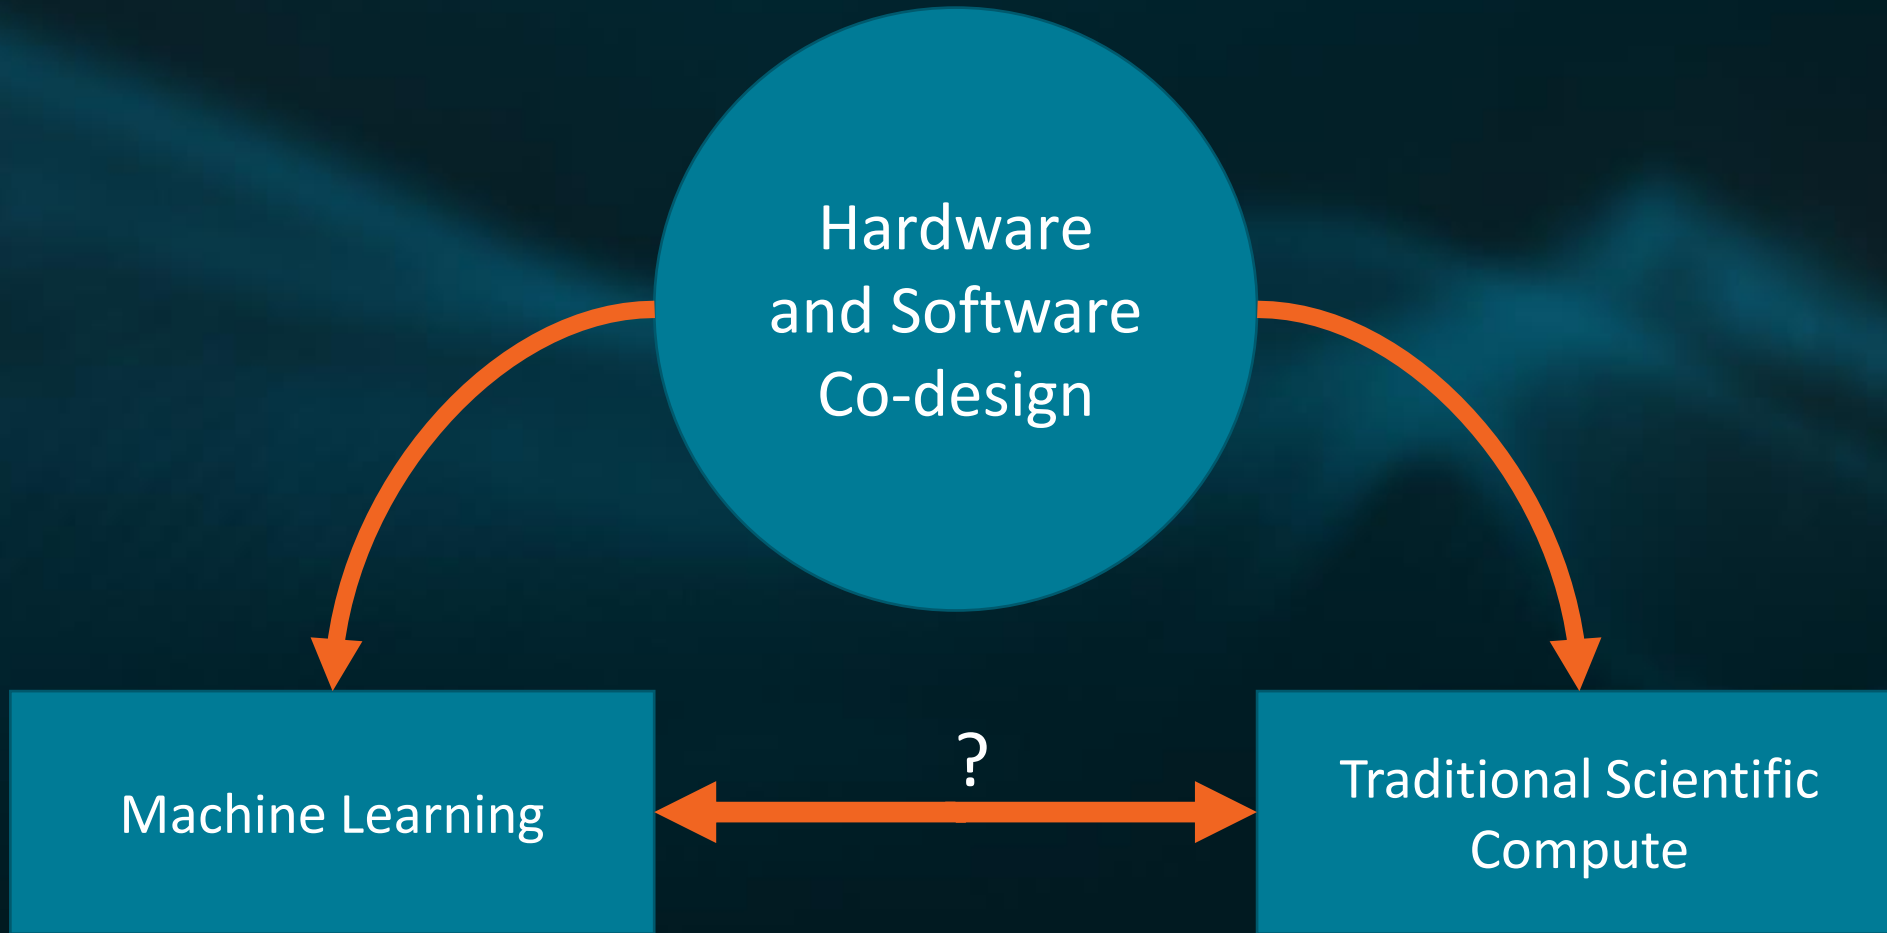 Hardware
and Software
Co-design
?
Machine Learning
Traditional Scientific
Compute